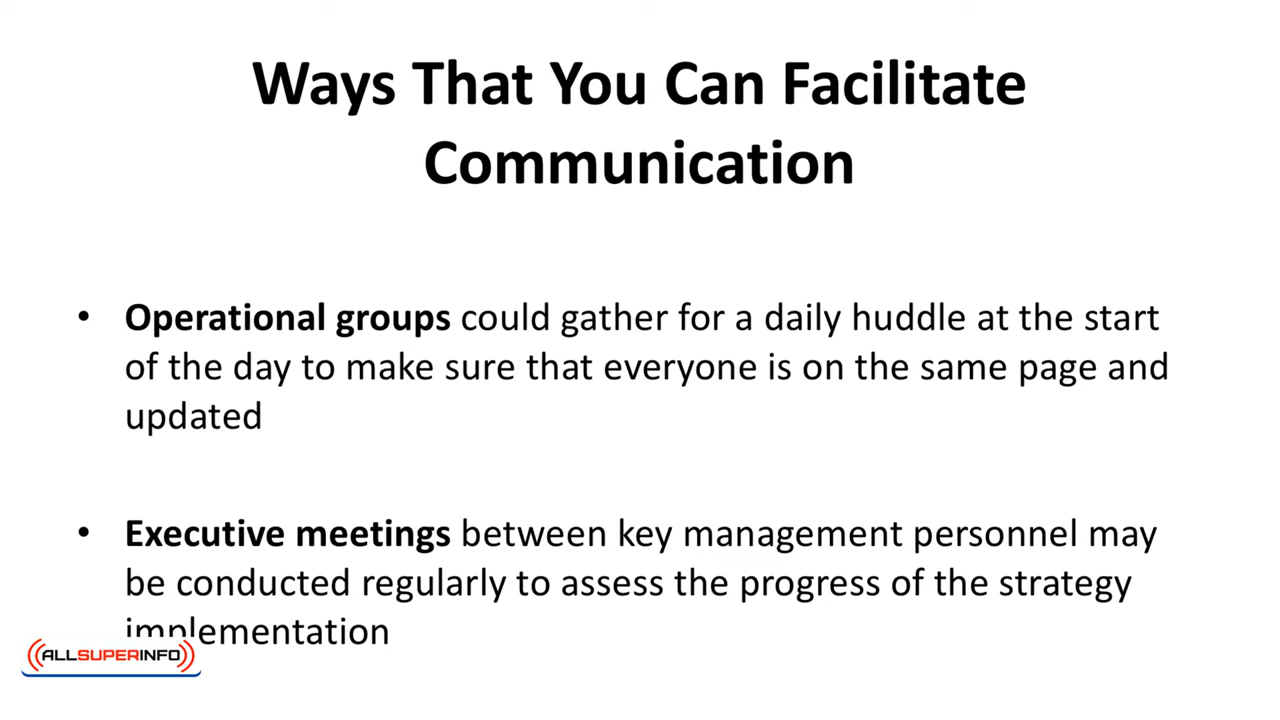 Ways That You Can Facilitate
Communication
• Operational groups could gather for a daily huddle at the start
of the day to make sure that everyone is on the same page and
updated
• Executive meetings between key management personnel may
be conducted regularly to assess the progress of the strategy
implementation
ALLSUPERINFO